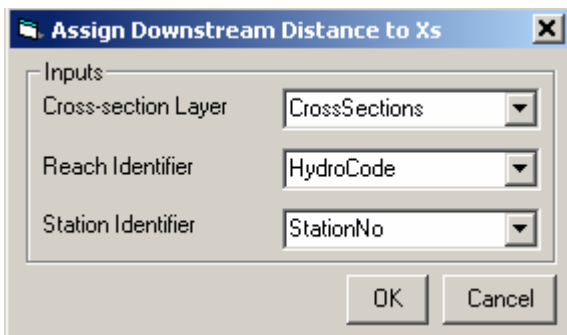 Assign Downstream Distance to Xs
Inputs
Cross-section Layer CrossSections
Reach Identifier HydroCode
Station Identifier StationNo
OK Cancel